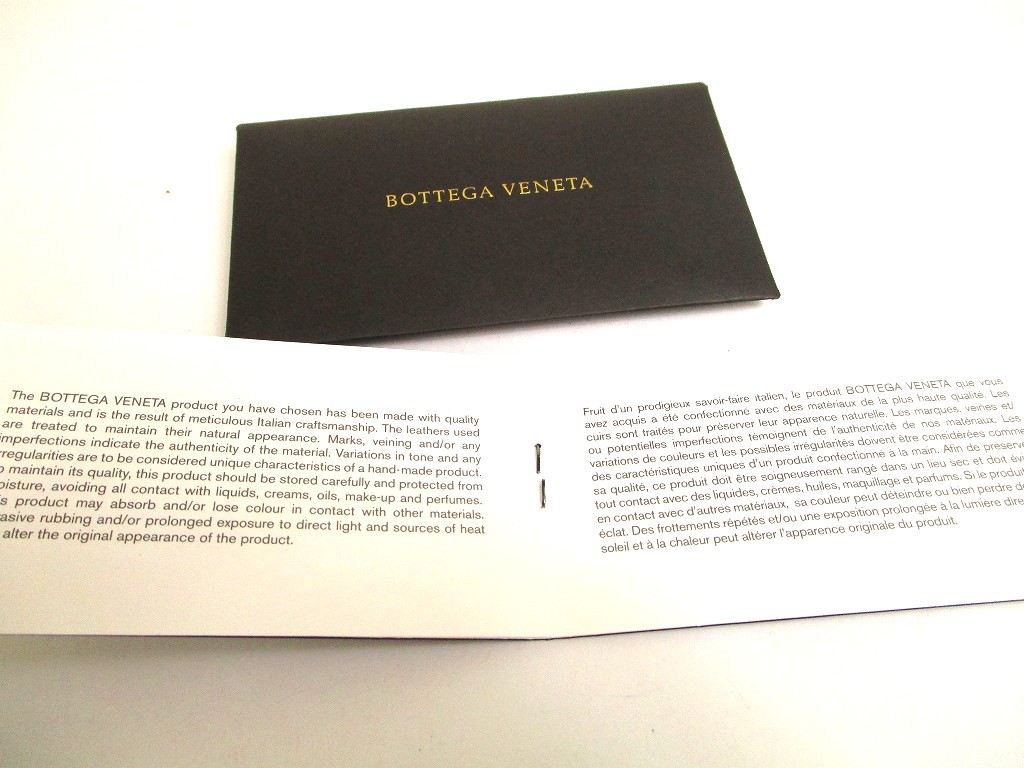 BOTTEGA VENETA
The BOTTEGA VENETA product you have chosen has been made with quality
materials and is the result of meticulous Italian craftsmanship. The leathers used
are treated to maintain their natural appearance. Marks, veining and/or any
imperfections indicate the authenticity of the material. Variations in tone and any
irregularities are to be considered unique characteristics of a hand-made product.
maintain its quality, this product should be stored carefully and protected from
avoiding all contact with liquids, creams, oils, make-up and perfumes.
product may absorb and/or lose colour in contact with other materials.
rubbing and/or prolonged exposure to direct light and sources of heat
alter the original appearance of the product.
Fruit d'un prodigieux savoir-faire italien, le produit BOTTEGA VENETA que vous
avez acquis a été confectionné avec des matériaux de la plus haute qualité. Les
cuirs sont traités pour préserver leur apparence naturelle. Les marques, veines et/
ou potentielles imperfections témoignent de l'authenticité de nos matériaux. Les
variations de couleurs et les possibles irrégularités doivent être considérées comme
des caractéristiques uniques d'un produit confectionné à la main. Afin de
sa qualité, ce produit doit être soigneusement rangé dans un lieu sec et doit
tout contact avec des liquides, crèmes, huiles, maquillage et parfums. Si le
en contact avec d'autres matériaux, sa couleur peut déteindre ou bien perdre
éclat. Des frottements répétés et/ou une exposition prolongée à la lumière
soleil et à la chaleur peut altérer l'apparence originale du produit.